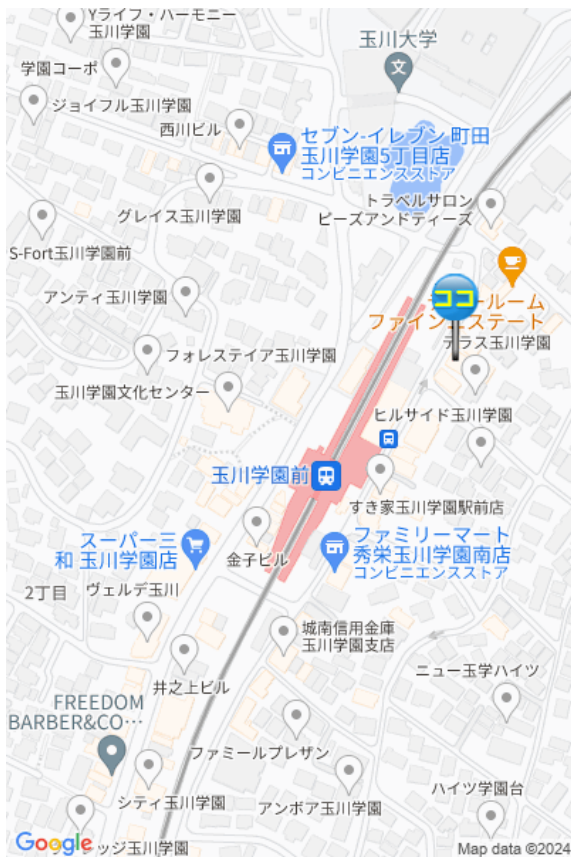 Yライフ・ハーモニー
玉川学園
玉川大学
文
学園コーポ
ジョイフル玉川学園
西川ビル
セブン-イレブン 町田
玉川学園5丁目店
コンビニエンスストア
トラベルサロン
ビーズアンドティーズ
グレイス玉川学園
S-Fort玉川学園前
アンティ玉川学園
ココ
ルーム
ファインエステート
テラス玉川学園
フォレステイア玉川学園
玉川学園文化センター
ヒルサイド玉川学園
玉川学園前
すき家玉川学園駅前店
スーパー三
和 玉川学園店
金子ビル
ファミリーマート
秀栄玉川学園南店
コンビニエンスストア
2丁目
ヴェルデ玉川
城南信用金庫
玉川学園支店
井之上ビル
ニュー玉学ハイツ
FREEDOM
BARBER&CO…
ファミールプレザン
シティ玉川学園
アンボア玉川学園
ハイツ学園台
Google
ッジ玉川学園
Map data ©2024